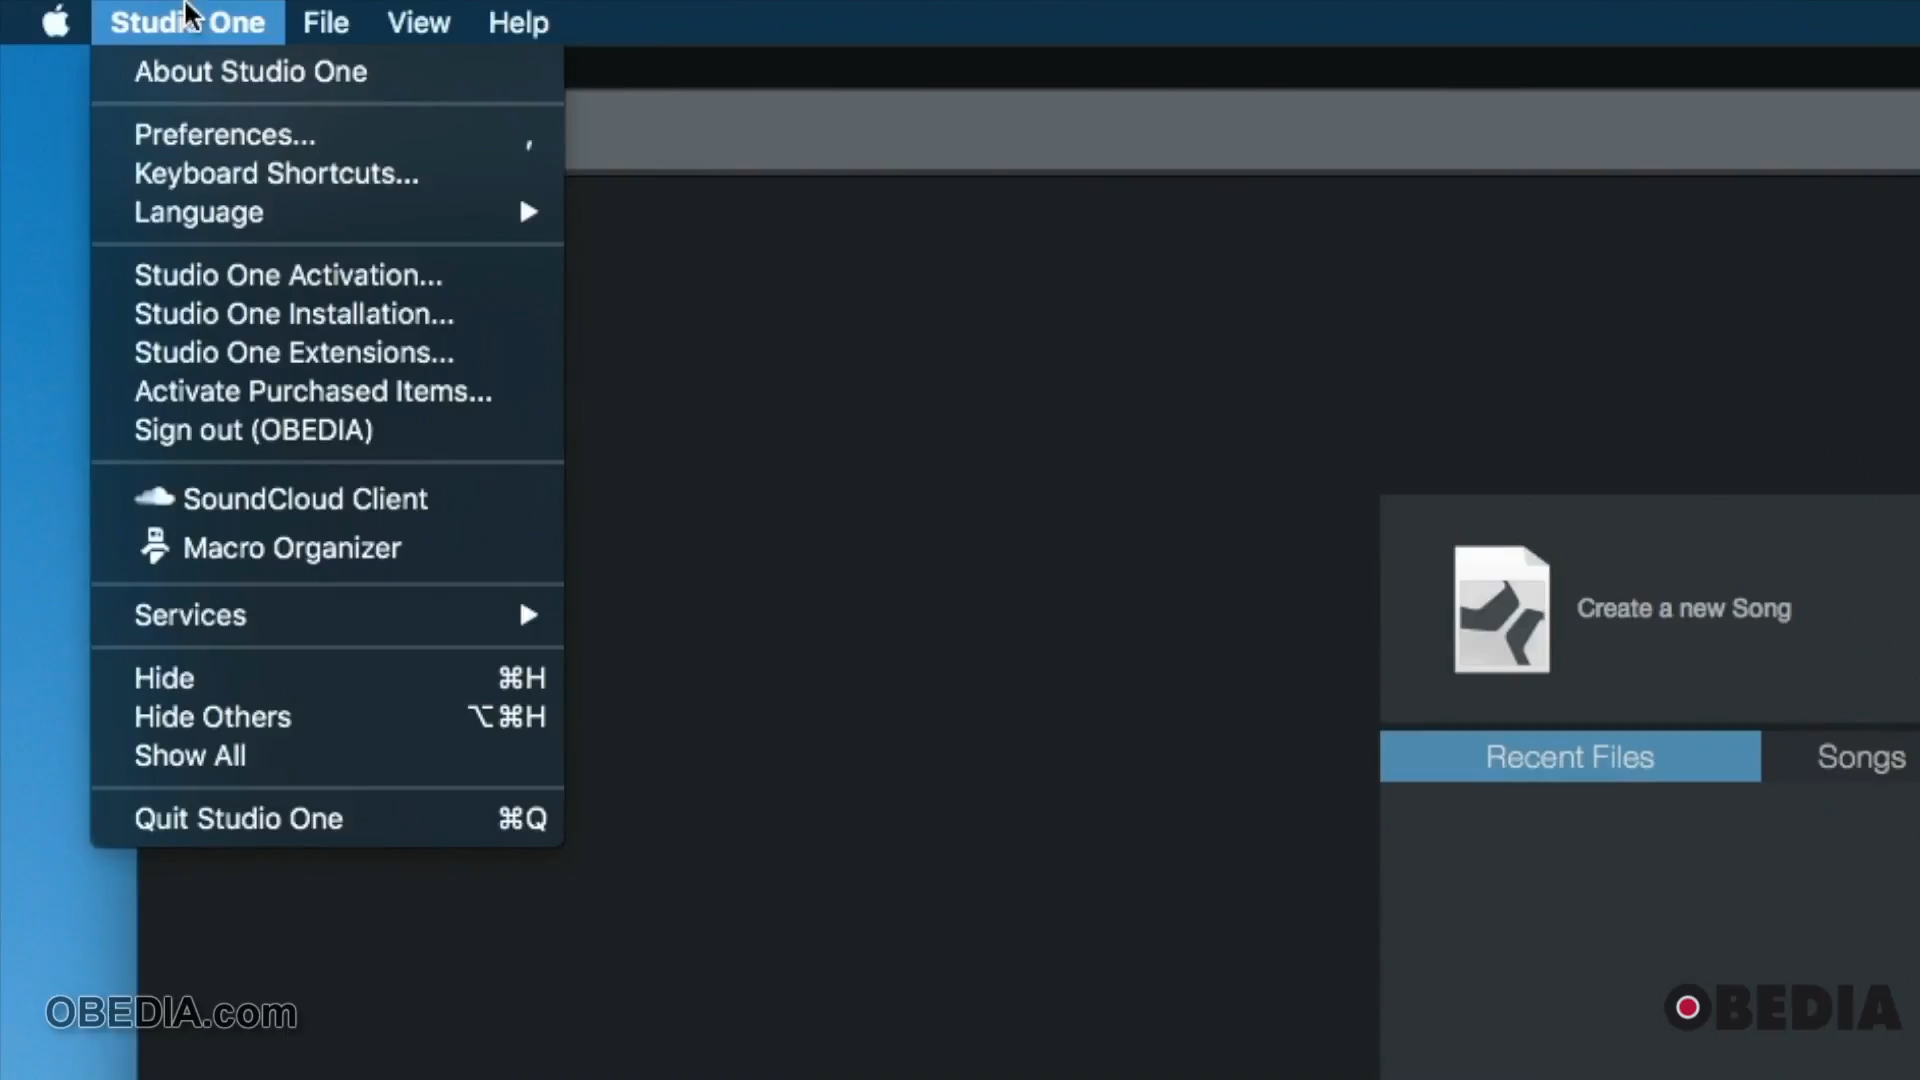 Studio One File View Help
About Studio One
Preferences... ,
Keyboard Shortcuts...
Language
Studio One Activation...
Studio One Installation...
Studio One Extensions...
Activate Purchased Items...
Sign out (OBEDIA)
SoundCloud Client
Macro Organizer
Services
Hide ⌘H
Hide Others ⌥⌘H
Show All
Quit Studio One ⌘Q
Create a new Song
Recent Files Songs
OBEDIA.com
OBEDIA